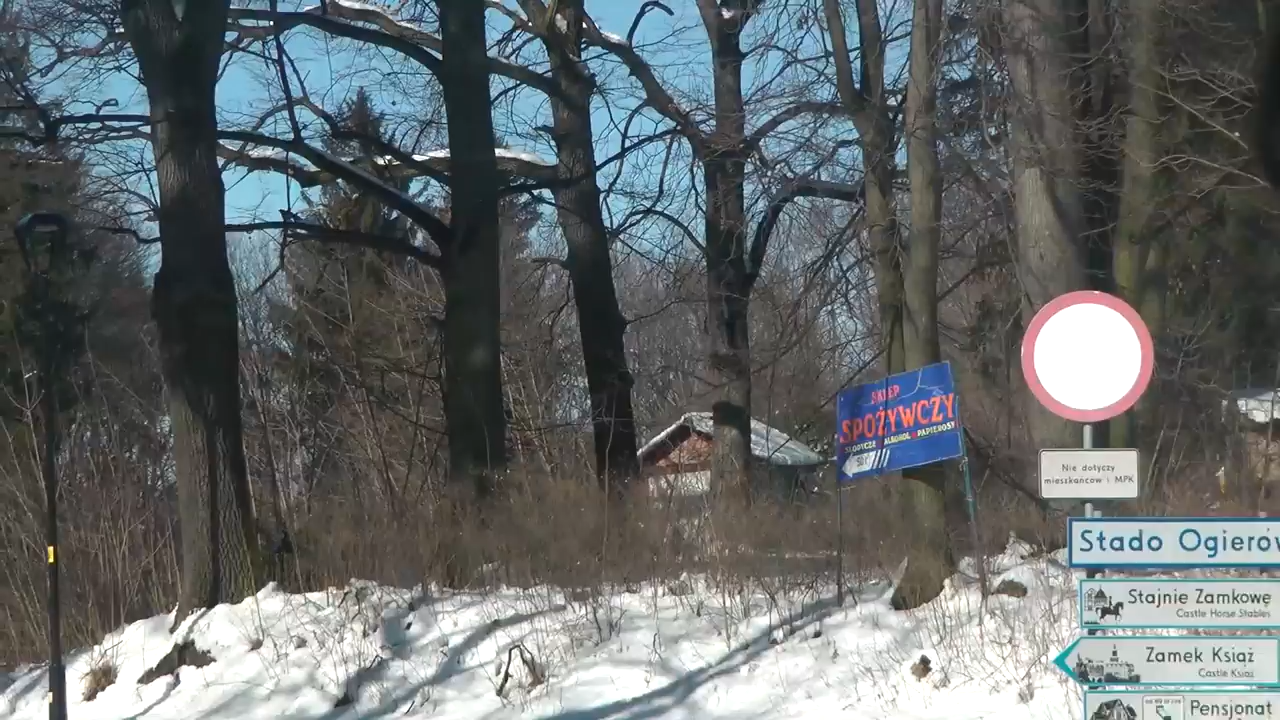 SKLEP
SPOŻYWCZY
SŁODYCZE ALKOHOL PAPIEROSY
Nie dotyczy
mieszkańców i MPK
Stado Ogierów
Stajnie Zamkowe
Castle Horse Stables
Zamek Książ
Castle Książ
Pensjonat